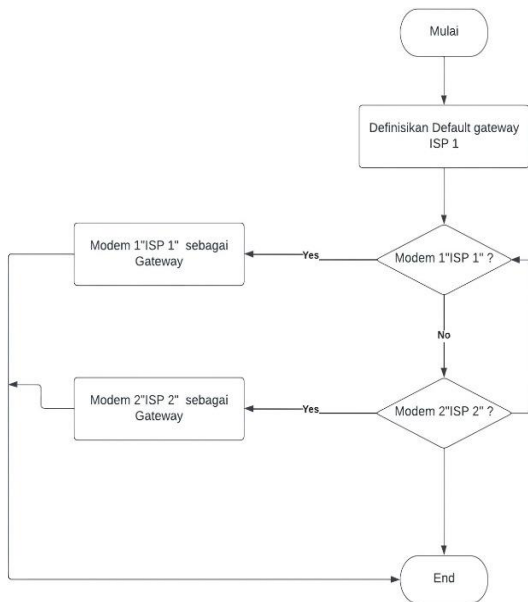 Mulai
Definisikan Default gateway
ISP 1
Modem 1"ISP 1" sebagai
Gateway
Yes
Modem 1"ISP 1" ?
No
Modem 2"ISP 2" sebagai
Gateway
Yes
Modem 2"ISP 2" ?
End